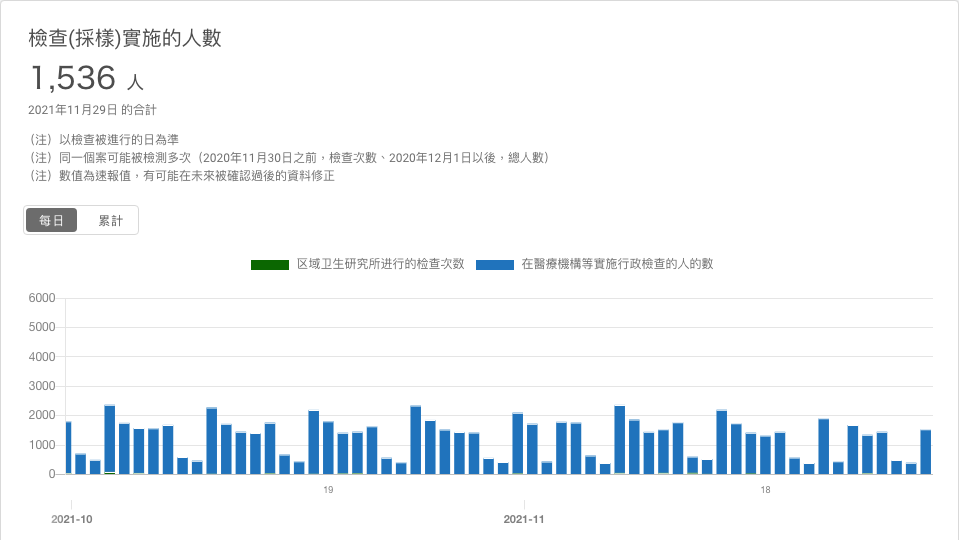 檢查(採樣)實施的人數
1,536 人
2021年11月29日 的合計
（注）以檢查被進行的日為準
（注）同一個案可能被檢測多次（2020年11月30日之前，檢查次數、2020年12月1日以後，總人數）
（注）數值為速報值，有可能在未來被確認過後的資料修正
每日 累計
区域卫生研究所进行的检查次数 在醫療機構等實施行政檢查的人的數
6000
5000
4000
3000
2000
1000
0
19 18
2021-10 2021-11